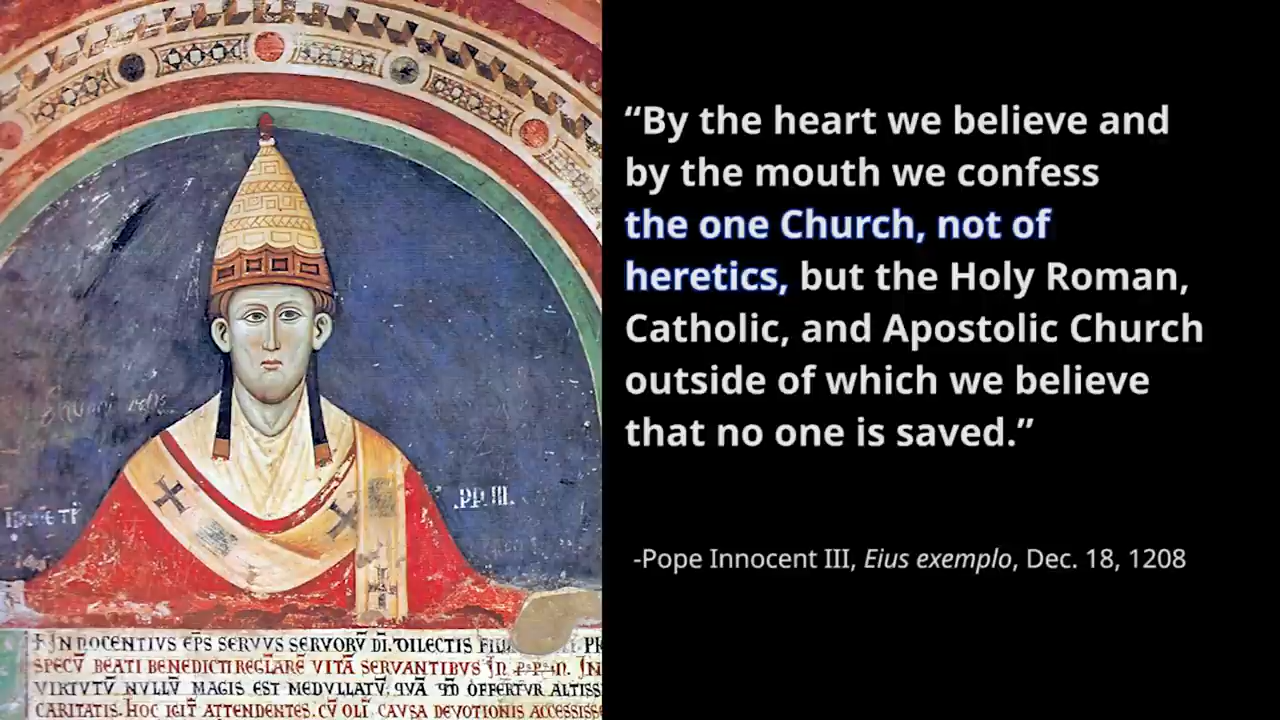 “By the heart we believe and
by the mouth we confess
the one Church, not of
heretics, but the Holy Roman,
Catholic, and Apostolic Church
outside of which we believe
that no one is saved.”
-Pope Innocent III, Eius exemplo, Dec. 18, 1208
.PP. III.
INNOCENTIVS EPS SERVVS SERVORV DI. DILECTIS
SPECV BEATI BENEDICTI REGLARE VITA SERVANTIBVS
VIRTVTV NVLLV MAGIS EST MEDVLLATV. QVA OFFERTVR ALTISS
CARITATIS. HOC IGIT ATTENDENTES. CV OLI CAVSA DEVOTIONIS ACCESSISS